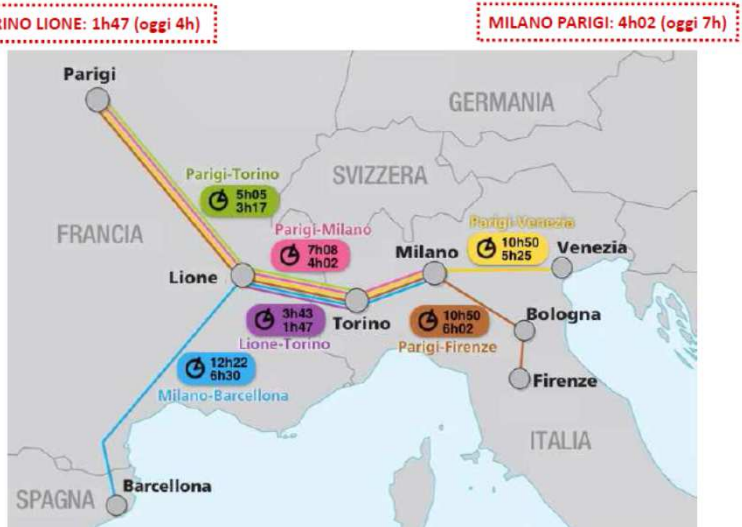 RINO LIONE: 1h47 (oggi 4h)
MILANO PARIGI: 4h02 (oggi 7h)
Parigi
GERMANIA
Parigi-Torino
5h05
3h17
SVIZZERA
FRANCIA
Parigi-Milano
7h08
4h02
Parigi-Venezia
10h50
5h25
Milano
Venezia
Lione
3h43
1h47
Lione-Torino
Torino
10h50
6h02
Parigi-Firenze
Bologna
12h22
6h30
Milano-Barcellona
Firenze
ITALIA
Barcellona
SPAGNA